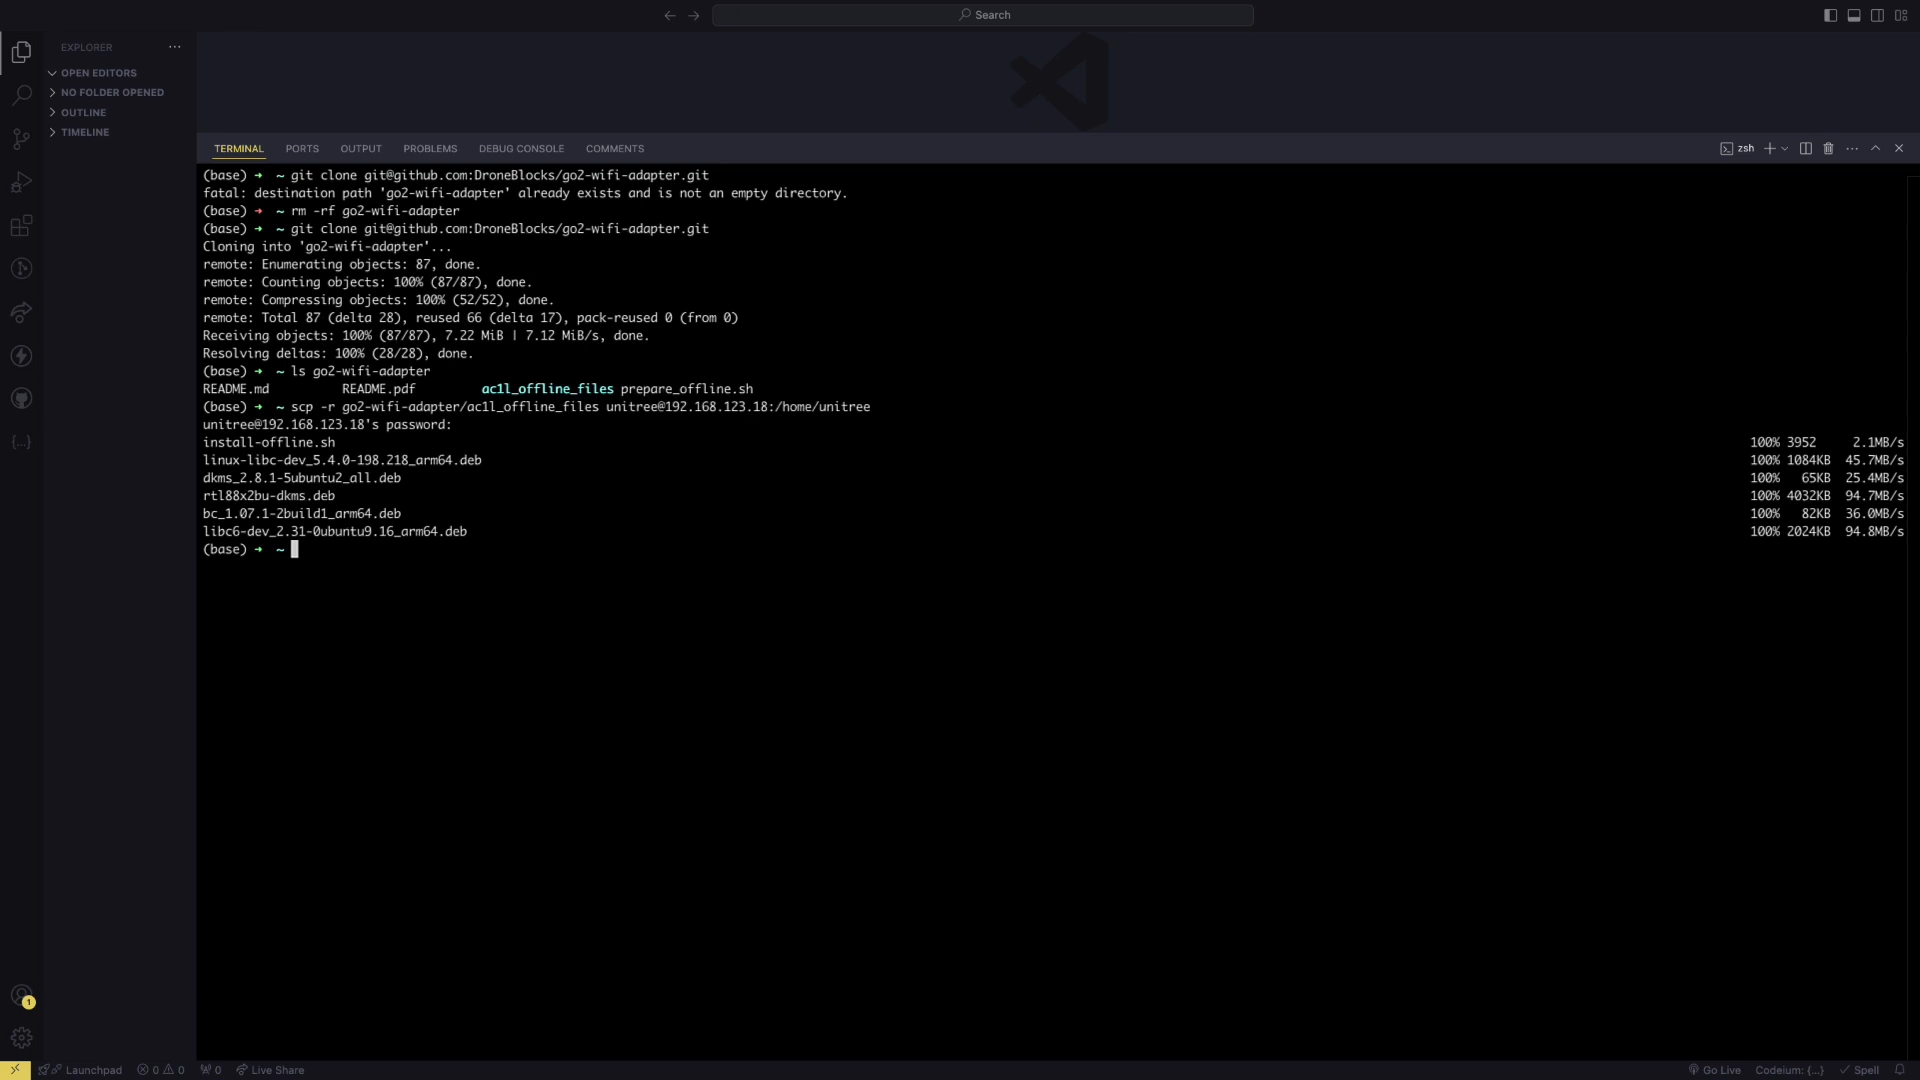 Search
EXPLORER
OPEN EDITORS
NO FOLDER OPENED
OUTLINE
TIMELINE
TERMINAL PORTS OUTPUT PROBLEMS DEBUG CONSOLE COMMENTS
zsh
(base) ➜ ~ git clone git@github.com:DroneBlocks/go2-wifi-adapter.git
fatal: destination path 'go2-wifi-adapter' already exists and is not an empty directory.
(base) ➜ ~ rm -rf go2-wifi-adapter
(base) ➜ ~ git clone git@github.com:DroneBlocks/go2-wifi-adapter.git
Cloning into 'go2-wifi-adapter'...
remote: Enumerating objects: 87, done.
remote: Counting objects: 100% (87/87), done.
remote: Compressing objects: 100% (52/52), done.
remote: Total 87 (delta 28), reused 66 (delta 17), pack-reused 0 (from 0)
Receiving objects: 100% (87/87), 7.22 MiB | 7.12 MiB/s, done.
Resolving deltas: 100% (28/28), done.
(base) ➜ ~ ls go2-wifi-adapter
README.md README.pdf ac1l_offline_files prepare_offline.sh
(base) ➜ ~ scp -r go2-wifi-adapter/ac1l_offline_files unitree@192.168.123.18:/home/unitree
unitree@192.168.123.18's password:
install-offline.sh 100% 3952 2.1MB/s
linux-libc-dev_5.4.0-198.218_arm64.deb 100% 1084KB 45.7MB/s
dkms_2.8.1-5ubuntu2_all.deb 100% 65KB 25.4MB/s
rtl88x2bu-dkms.deb 100% 4032KB 94.7MB/s
bc_1.07.1-2build1_arm64.deb 100% 82KB 36.0MB/s
libc6-dev_2.31-0ubuntu9.16_arm64.deb 100% 2024KB 94.8MB/s
(base) ➜ ~
1
Launchpad 0 0 0 Live Share
Go Live Codeium: {...} Spell